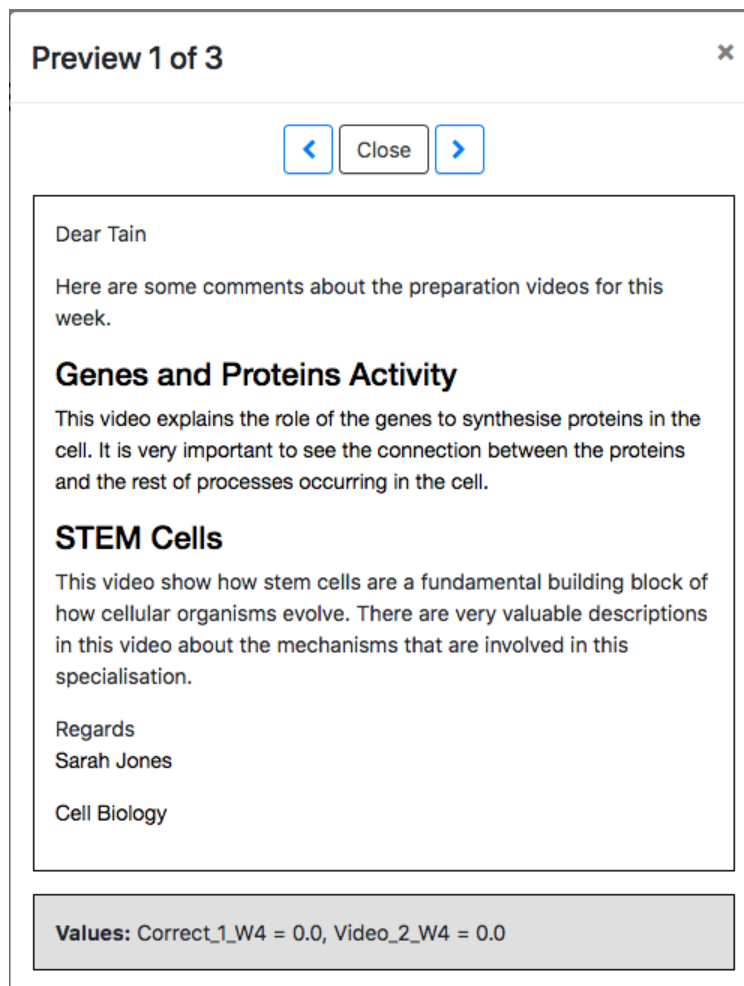 Preview 1 of 3
×
Close
Dear Tain
Here are some comments about the preparation videos for this
week.
Genes and Proteins Activity
This video explains the role of the genes to synthesise proteins in the
cell. It is very important to see the connection between the proteins
and the rest of processes occurring in the cell.
STEM Cells
This video show how stem cells are a fundamental building block of
how cellular organisms evolve. There are very valuable descriptions
in this video about the mechanisms that are involved in this
specialisation.
Regards
Sarah Jones
Cell Biology
Values: Correct_1_W4 = 0.0, Video_2_W4 = 0.0